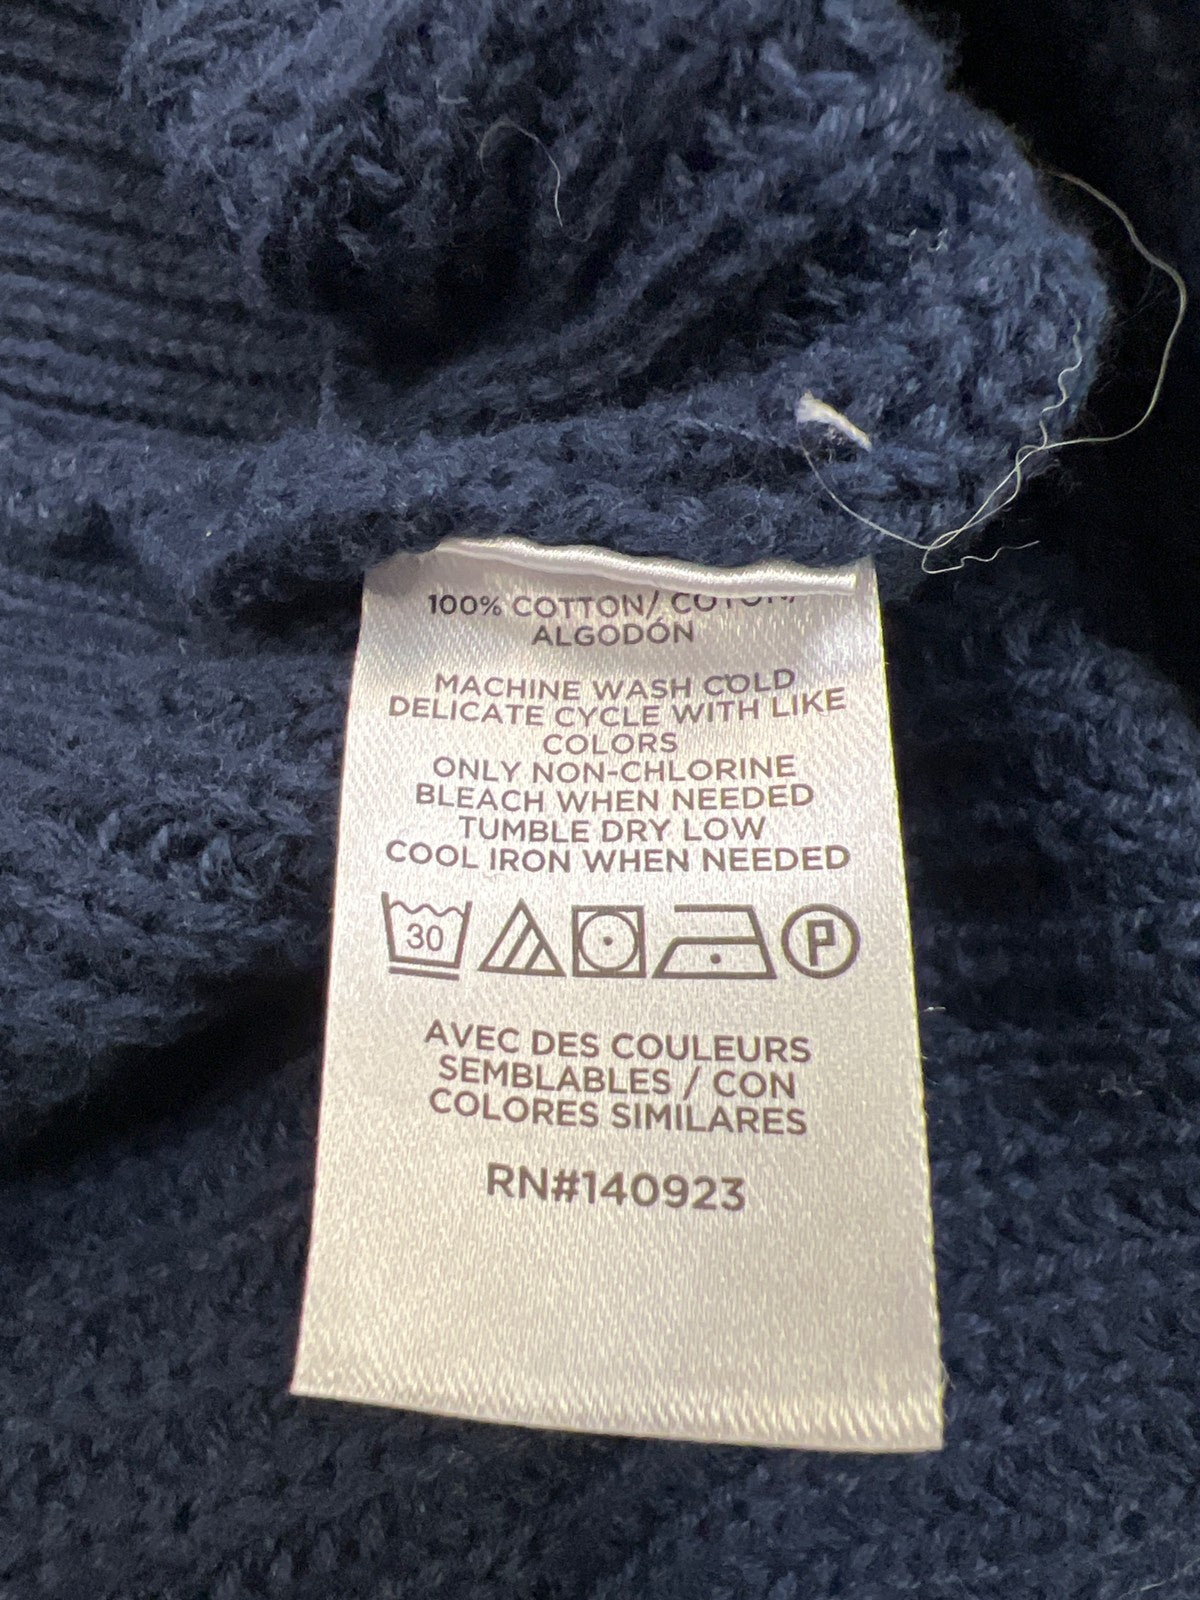 100% COTTON/ COTON/
ALGODÓN
MACHINE WASH COLD
DELICATE CYCLE WITH LIKE
COLORS
ONLY NON-CHLORINE
BLEACH WHEN NEEDED
TUMBLE DRY LOW
COOL IRON WHEN NEEDED
30 P
AVEC DES COULEURS
SEMBLABLES / CON
COLORES SIMILARES
RN#140923